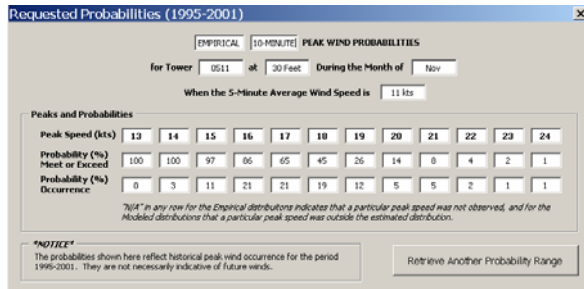 Requested Probabilities (1995-2001)
EMPIRICAL 10-MINUTE PEAK WIND PROBABILITIES
for Tower 0511 at 30 Feet During the Month of Nov
When the 5-Minute Average Wind Speed is 11 kts
Peaks and Probabilities
Peak Speed (kts) 13 14 15 16 17 18 19 20 21 22 23 24
Probability (%)
Meet or Exceed 100 100 97 86 65 45 26 14 8 4 2 1
Probability (%)
Occurrence 0 3 11 21 21 19 12 5 5 2 1 1
"N/A" in any row for the Empirical distributions indicates that a particular peak speed was not observed, and for the
Modeled distributions that a particular peak speed was outside the estimated distribution.
*NOTICE*
The probabilities shown here reflect historical peak wind occurrence for the period
1995-2001. They are not necessarily indicative of future winds.
Retrieve Another Probability Range